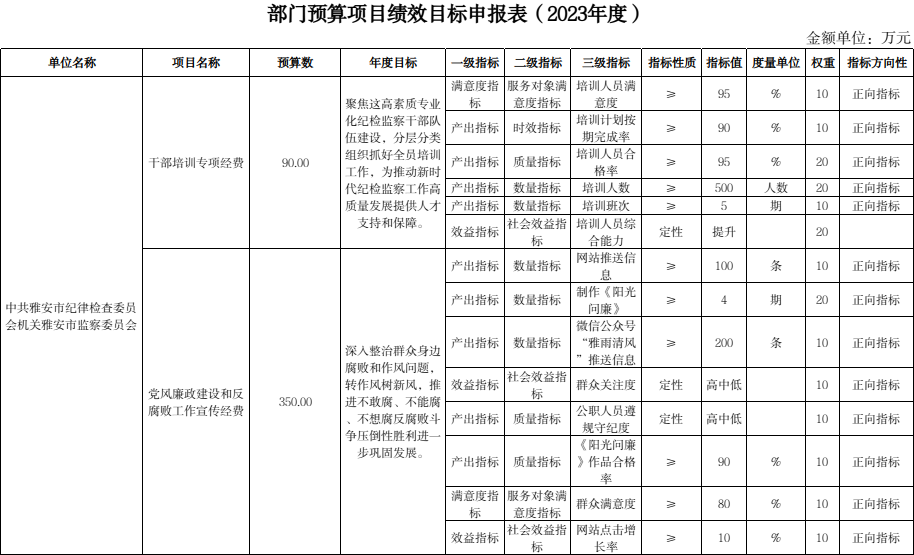 部门预算项目绩效目标申报表（2023年度）
金额单位：万元
单位名称 项目名称 预算数 年度目标 一级指标 二级指标 三级指标 指标性质 指标值 度量单位 权重 指标方向性
中共雅安市纪律检查委员
会机关雅安市监察委员会
干部培训专项经费
90.00
聚焦这高素质专业
化纪检监察干部队
伍建设，分层分类
组织抓好全员培训
工作，为推动新时
代纪检监察工作高
质量发展提供人才
支持和保障。
满意度指
标
服务对象满
意度指标
培训人员满
意度
≥ 95 % 10 正向指标
产出指标 时效指标
培训计划按
期完成率
≥ 90 % 10 正向指标
产出指标 质量指标
培训人员合
格率
≥ 95 % 20 正向指标
产出指标 数量指标 培训人数 ≥ 500 人数 20 正向指标
产出指标 数量指标 培训班次 ≥ 5 期 10 正向指标
效益指标
社会效益指
标
培训人员综
合能力
定性 提升 20
党风廉政建设和反
腐败工作宣传经费
350.00
深入整治群众身边
腐败和作风问题，
转作风树新风，推
进不敢腐、不能腐
、不想腐反腐败斗
争压倒性胜利进一
步巩固发展。
产出指标 数量指标
网站推送信
息
≥ 100 条 10 正向指标
产出指标 数量指标
制作《阳光
问廉》
≥ 4 期 20 正向指标
产出指标 数量指标
微信公众号
“雅雨清风
”推送信息
≥ 200 条 10 正向指标
效益指标
社会效益指
标
群众关注度 定性 高中低 10 正向指标
产出指标 质量指标
公职人员遵
规守纪度
定性 高中低 10 正向指标
产出指标 质量指标
《阳光问廉
》作品合格
率
≥ 90 % 10 正向指标
满意度指
标
服务对象满
意度指标
群众满意度 ≥ 80 % 10 正向指标
效益指标
社会效益指
标
网站点击增
长率
≥ 10 % 10 正向指标